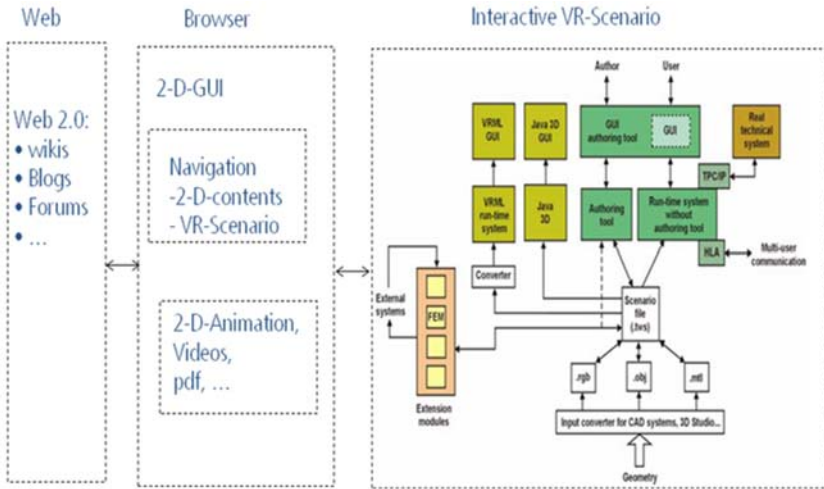 Web
Browser
Interactive VR-Scenario
Web 2.0:
• wikis
• Blogs
• Forums
• ...
2-D-GUI
Navigation
-2-D-contents
- VR-Scenario
2-D-Animation,
Videos,
pdf, ...
Author
User
VRML
GUI
Java 3D
GUI
GUI
authoring tool
GUI
Real
technical
system
TPC/IP
VRML
run-time
system
Java
3D
Authoring
tool
Run-time system
without
authoring tool
HLA
Multi-user
communication
Converter
External
systems
FEM
Scenario
file
(.tws)
.rgb
.obj
.mtl
Extension
modules
Input converter for CAD systems, 3D Studio...
Geometry